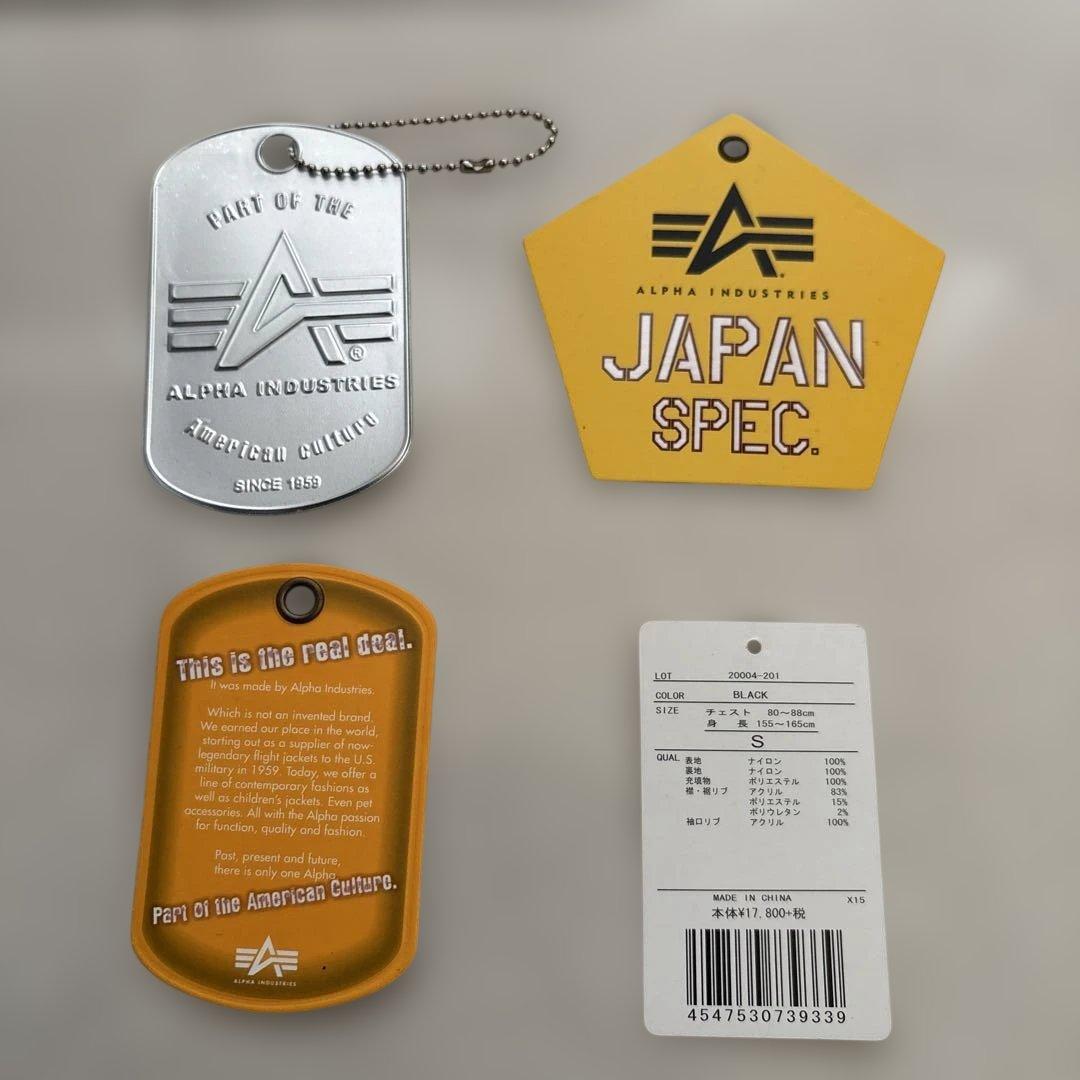 PART OF THE
®
ALPHA INDUSTRIES
American culture
SINCE 1959
ALPHA INDUSTRIES
JAPAN
SPEC.
This is the real deal.
It was made by Alpha Industries.
Which is not an invented brand.
We earned our place in the world,
starting out as a supplier of now-
legendary flight jackets to the U.S.
military in 1959. Today, we offer a
line of contemporary fashions as
well as children's jackets. Even pet
accessories. All with the Alpha passion
for function, quality and fashion.
Past, present and future,
there is only one Alpha.
Part of the American Culture.
ALPHA INDUSTRIES
LOT 20004-201
COLOR BLACK
SIZE チェスト 80～88cm
身 長 155～165cm
S
QUAL 表地 ナイロン 100%
裏地 ナイロン 100%
充填物 ポリエステル 100%
襟・裾リブ アクリル 83%
ポリエステル 15%
ポリウレタン 2%
袖口リブ アクリル 100%
MADE IN CHINA X15
本体¥17,800+税
4547530739339